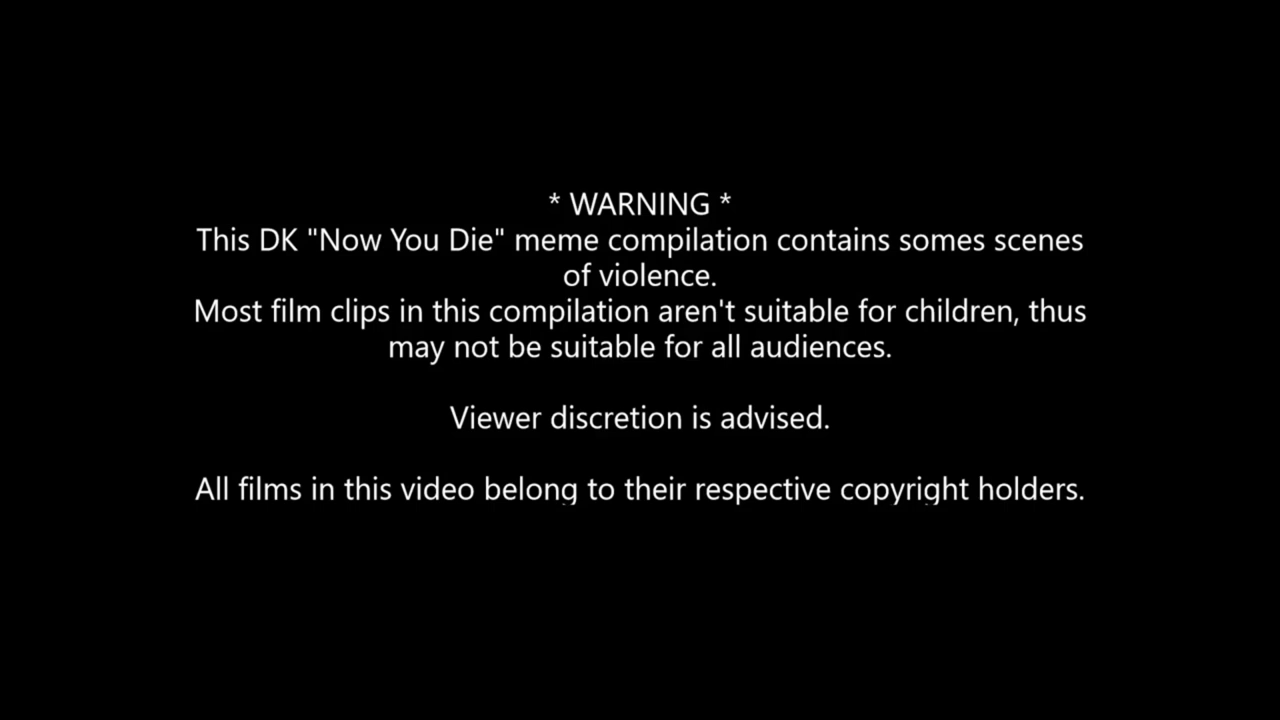 * WARNING *
This DK "Now You Die" meme compilation contains somes scenes
of violence.
Most film clips in this compilation aren't suitable for children, thus
may not be suitable for all audiences.
Viewer discretion is advised.
All films in this video belong to their respective copyright holders.